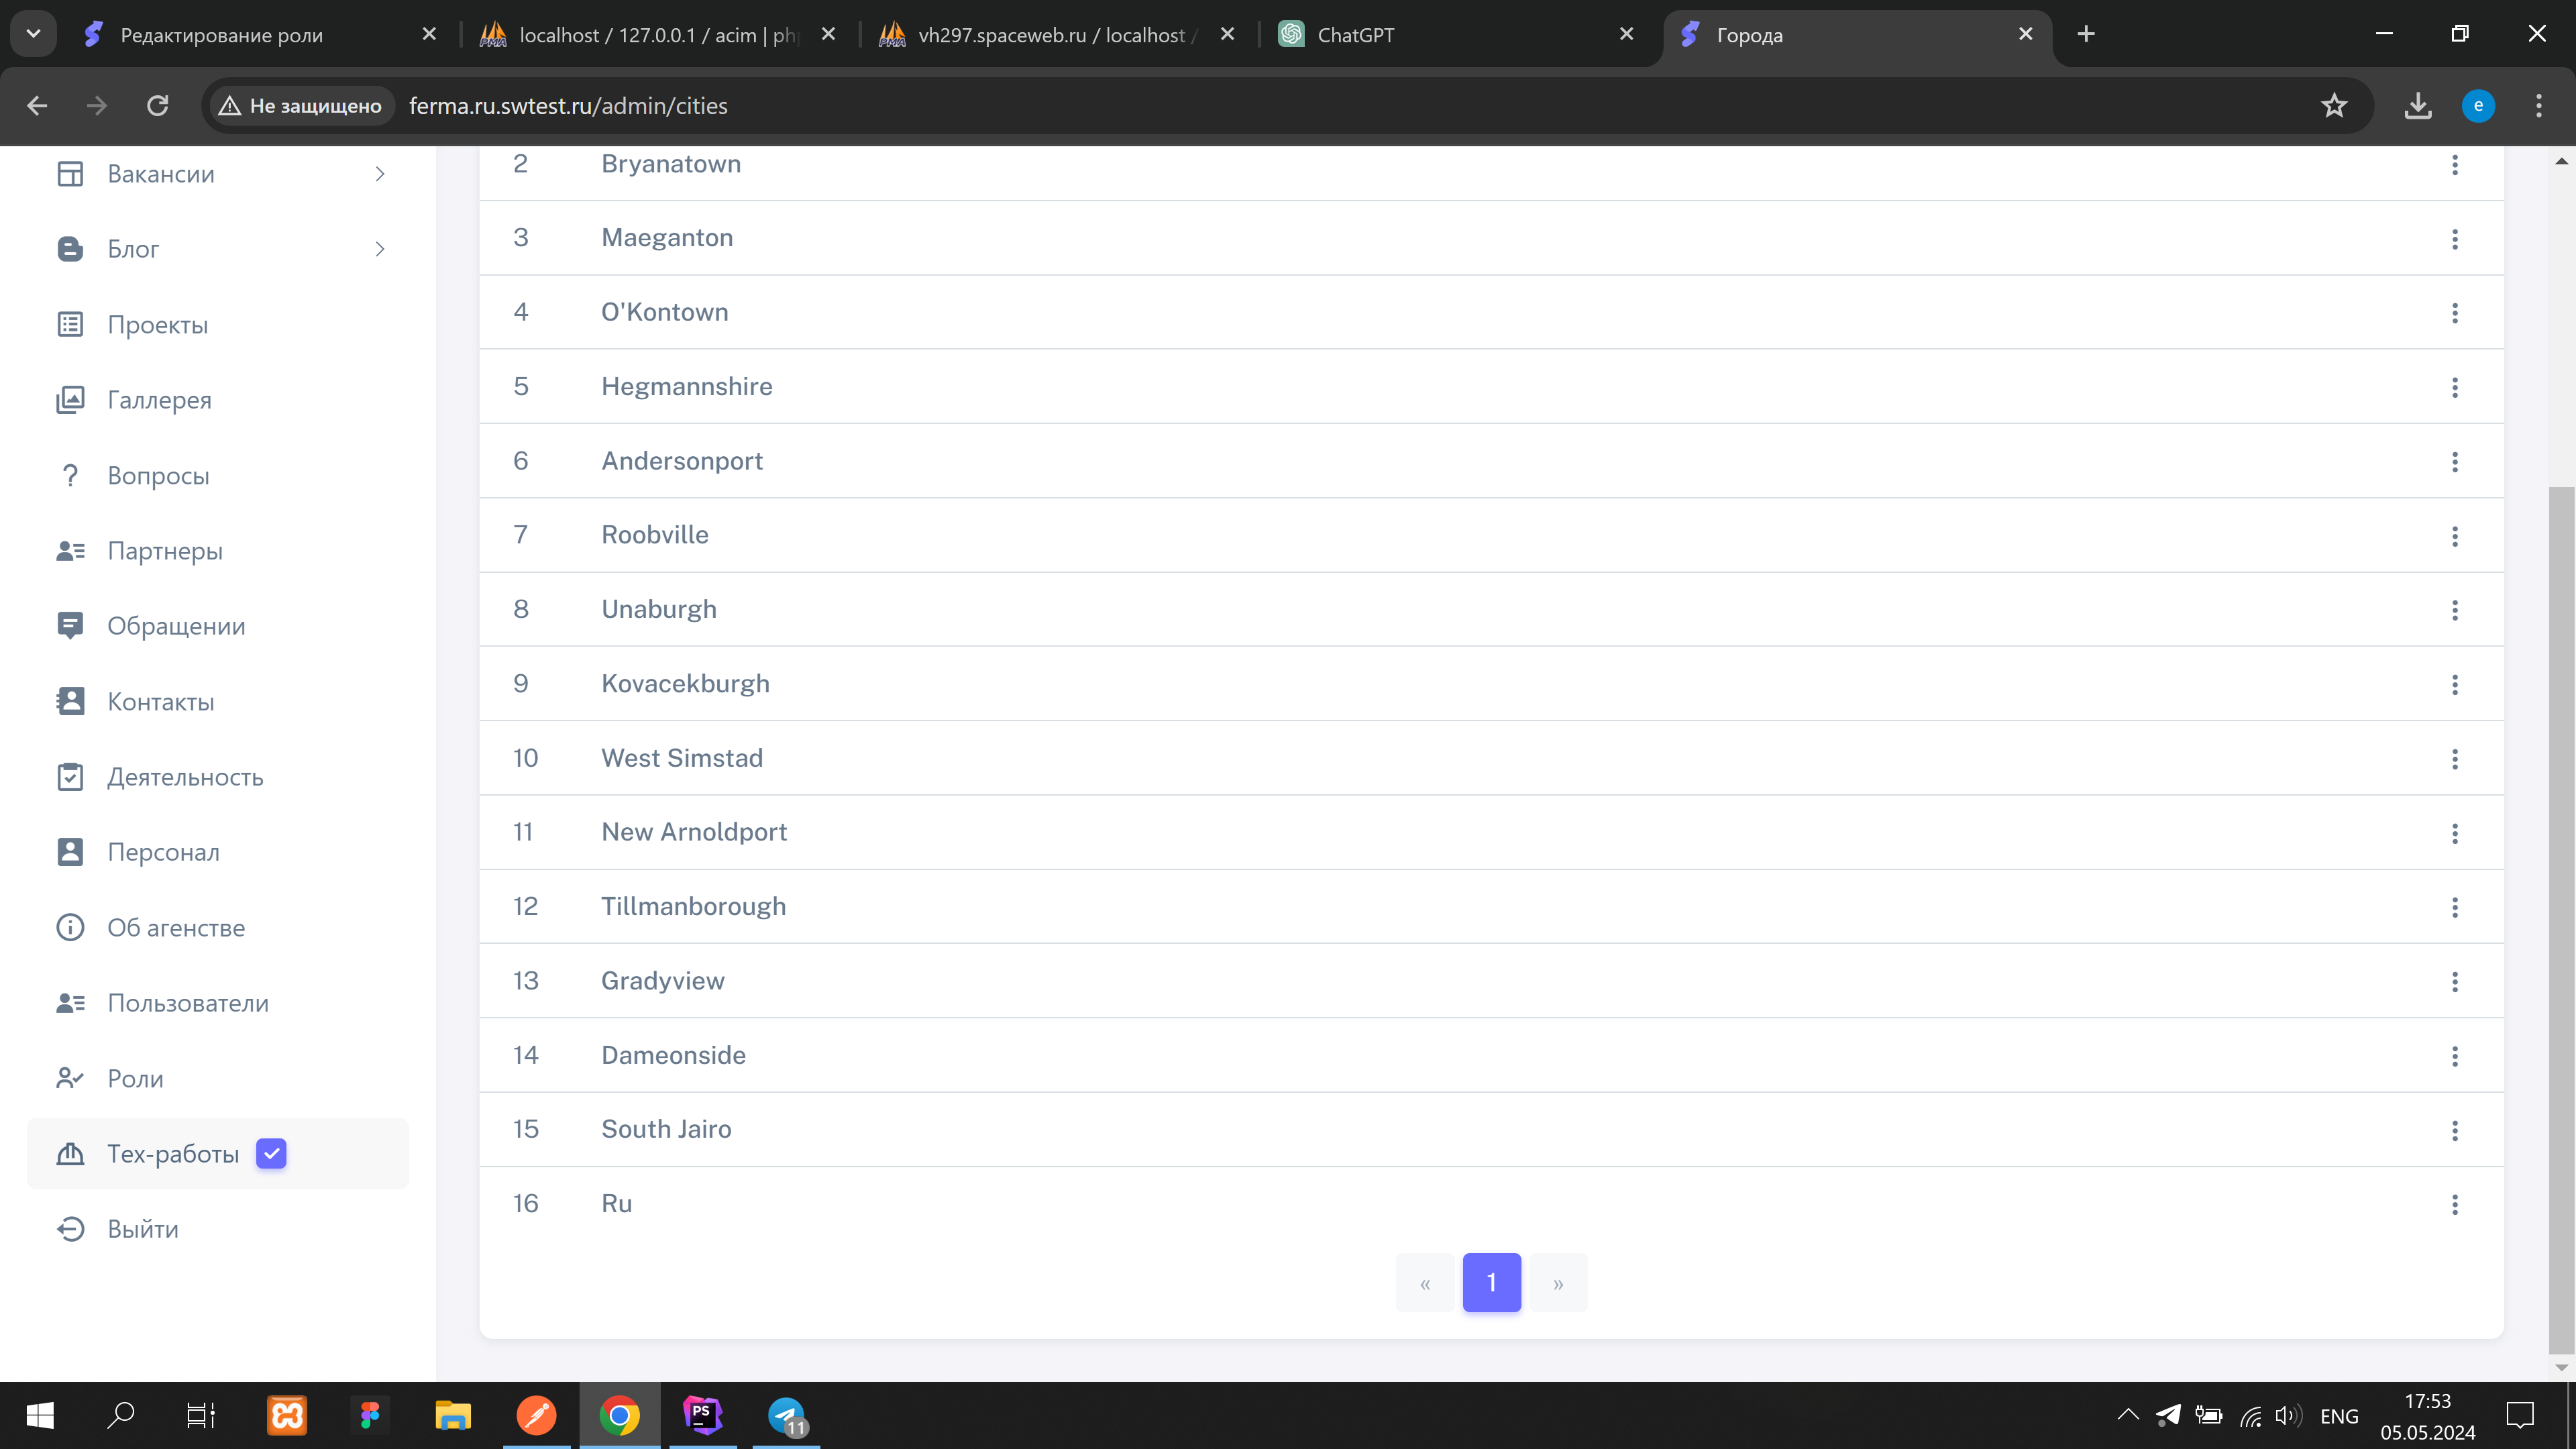 Редактирование роли
localhost / 127.0.0.1 / acim | ph
vh297.spaceweb.ru / localhost /
ChatGPT
Города
Не защищено
ferma.ru.swtest.ru/admin/cities
e
Вакансии
Блог
Проекты
Галлерея
Вопросы
Партнеры
Обращении
Контакты
Деятельность
Персонал
Об агенстве
Пользователи
Роли
Тех-работы
Выйти
2 Bryanatown
3 Maeganton
4 O'Kontown
5 Hegmannshire
6 Andersonport
7 Roobville
8 Unaburgh
9 Kovacekburgh
10 West Simstad
11 New Arnoldport
12 Tillmanborough
13 Gradyview
14 Dameonside
15 South Jairo
16 Ru
« 1 »
PS
11
ENG
17:53
05.05.2024